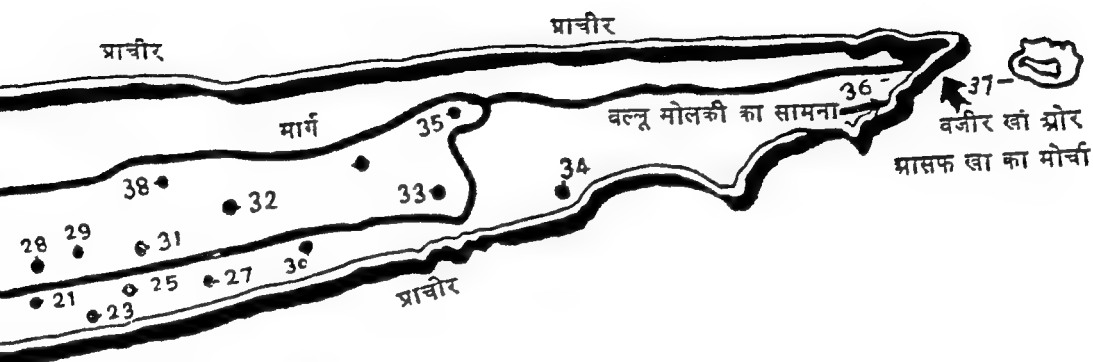 प्राचीर
प्राचीर
36
37
वल्नू मोलकी का सामना
वजीर खां ओर
आसफ खा का मोर्चा
मार्ग
35
34
38
33
32
28
29
31
30
27
25
21
23
प्राचोर